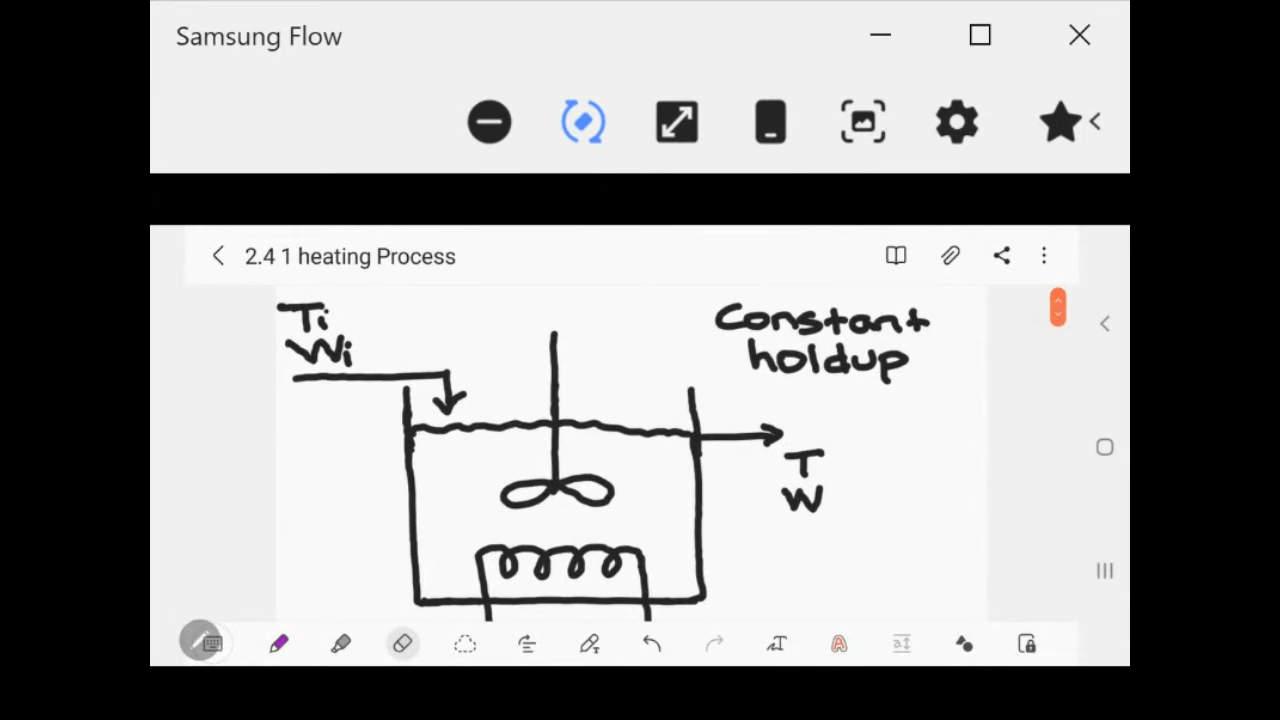 Samsung Flow
2.4 1 heating Process
Ti
Wi
Constant
holdup
T
W